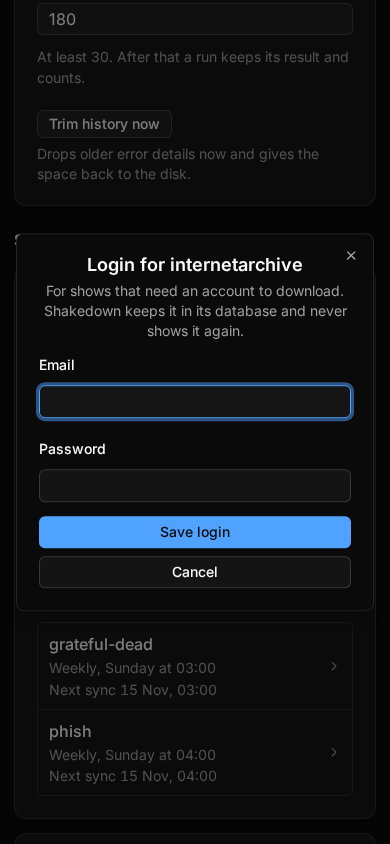 180
At least 30. After that a run keeps its result and
counts.
Trim history now
Drops older error details now and gives the
space back to the disk.
Login for internetarchive
For shows that need an account to download.
Shakedown keeps it in its database and never
shows it again.
Email
Password
Save login
Cancel
grateful-dead
Weekly, Sunday at 03:00
Next sync 15 Nov, 03:00
phish
Weekly, Sunday at 04:00
Next sync 15 Nov, 04:00